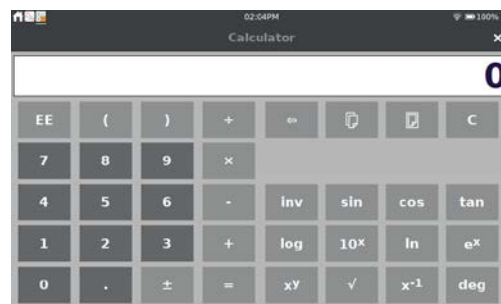 02:04PM 100%
Calculator ×
0
EE ( ) ÷ C
7 8 9 ×
4 5 6 - inv sin cos tan
1 2 3 + log 10ˣ ln eˣ
0 . ± = xʸ √ x⁻¹ deg